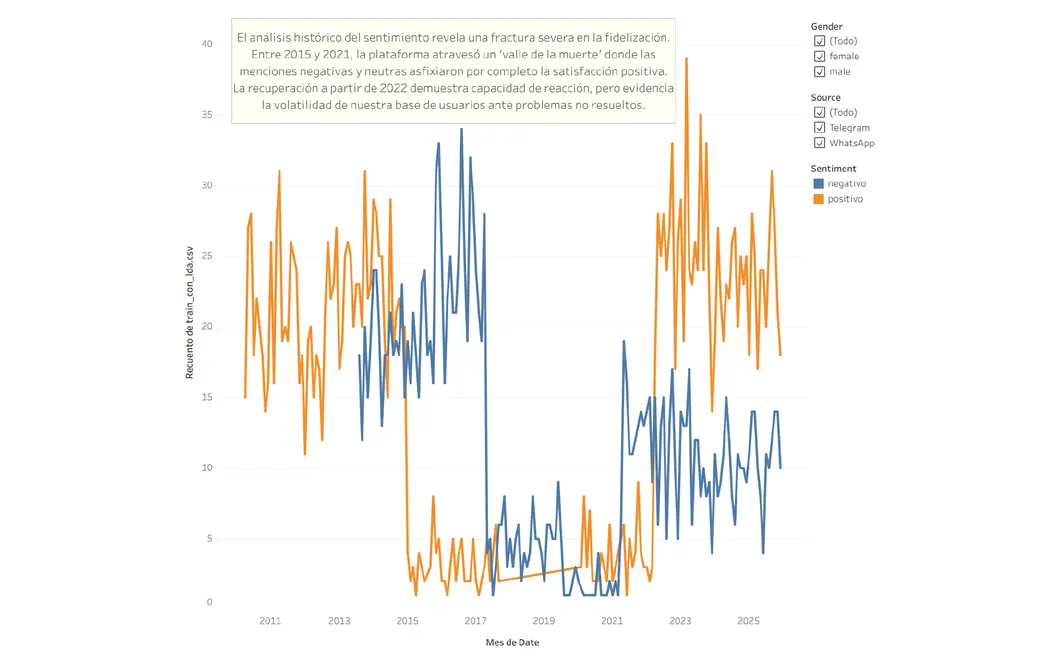 El análisis histórico del sentimiento revela una fractura severa en la fidelización.
Entre 2015 y 2021, la plataforma atravesó un 'valle de la muerte' donde las
menciones negativas y neutras asfixiaron por completo la satisfacción positiva.
La recuperación a partir de 2022 demuestra capacidad de reacción, pero evidencia
la volatilidad de nuestra base de usuarios ante problemas no resueltos.
Gender
(Todo)
female
male
Source
(Todo)
Telegram
WhatsApp
Sentiment
negativo
positivo
Recuento de train_con_lda.csv
40
35
30
25
20
15
10
5
0
2011
2013
2015
2017
2019
2021
2023
2025
Mes de Date